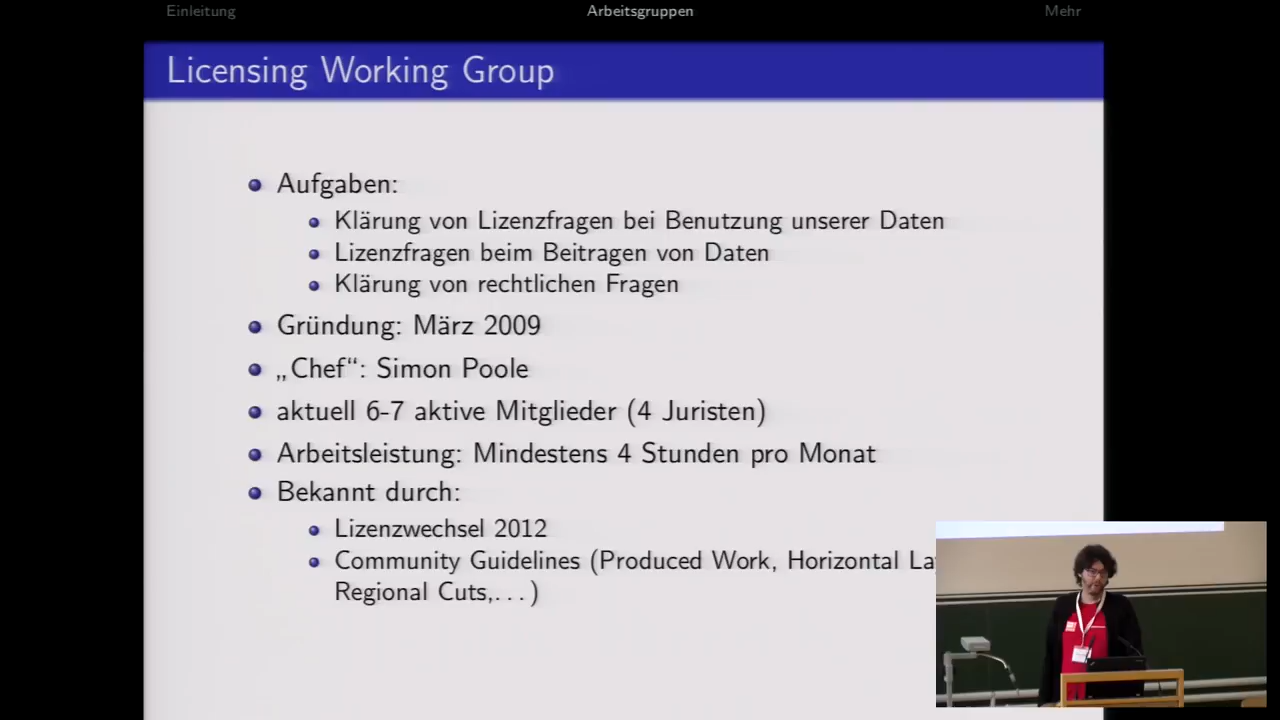 Einleitung
Arbeitsgruppen
Mehr
Licensing Working Group
Aufgaben:
Klärung von Lizenzfragen bei Benutzung unserer Daten
Lizenzfragen beim Beitragen von Daten
Klärung von rechtlichen Fragen
Gründung: März 2009
„Chef“: Simon Poole
aktuell 6-7 aktive Mitglieder (4 Juristen)
Arbeitsleistung: Mindestens 4 Stunden pro Monat
Bekannt durch:
Lizenzwechsel 2012
Community Guidelines (Produced Work, Horizontal La
Regional Cuts,...)